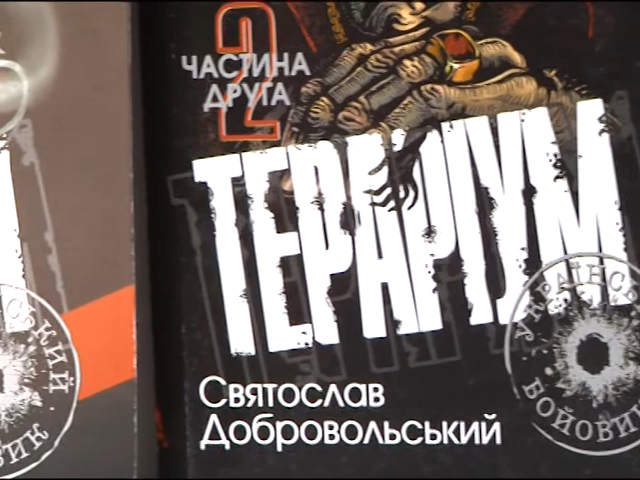 2
ЧАСТИНА
ДРУГА
ТЕРАРІУМ
Святослав
Добровольський